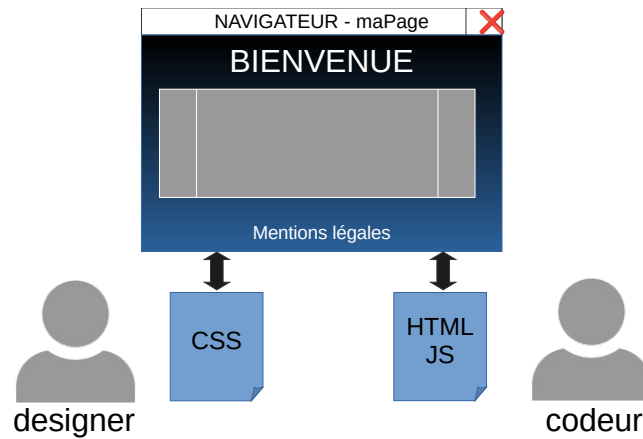 NAVIGATEUR - maPage
BIENVENUE
Mentions légales
CSS
HTML
JS
designer
codeur